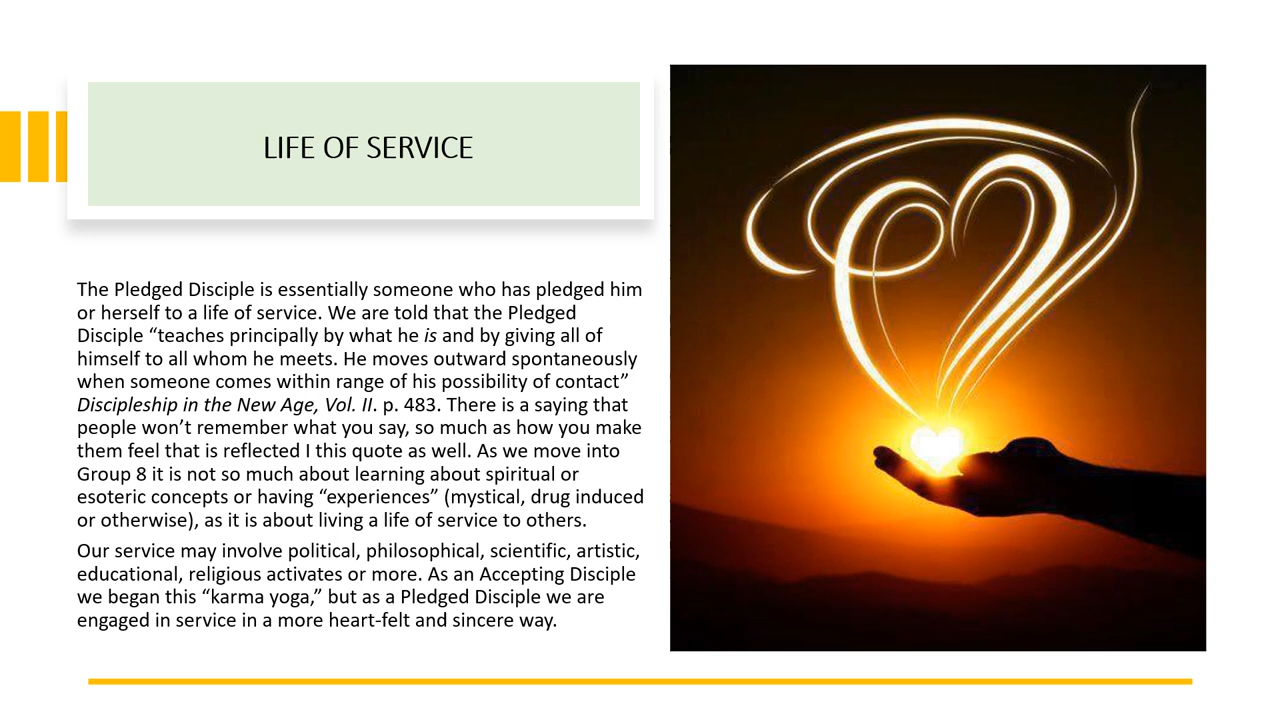 LIFE OF SERVICE
The Pledged Disciple is essentially someone who has pledged him
or herself to a life of service. We are told that the Pledged
Disciple “teaches principally by what he is and by giving all of
himself to all whom he meets. He moves outward spontaneously
when someone comes within range of his possibility of contact”
Discipleship in the New Age, Vol. II. p. 483. There is a saying that
people won’t remember what you say, so much as how you make
them feel that is reflected I this quote as well. As we move into
Group 8 it is not so much about learning about spiritual or
esoteric concepts or having “experiences” (mystical, drug induced
or otherwise), as it is about living a life of service to others.
Our service may involve political, philosophical, scientific, artistic,
educational, religious activates or more. As an Accepting Disciple
we began this “karma yoga,” but as a Pledged Disciple we are
engaged in service in a more heart-felt and sincere way.